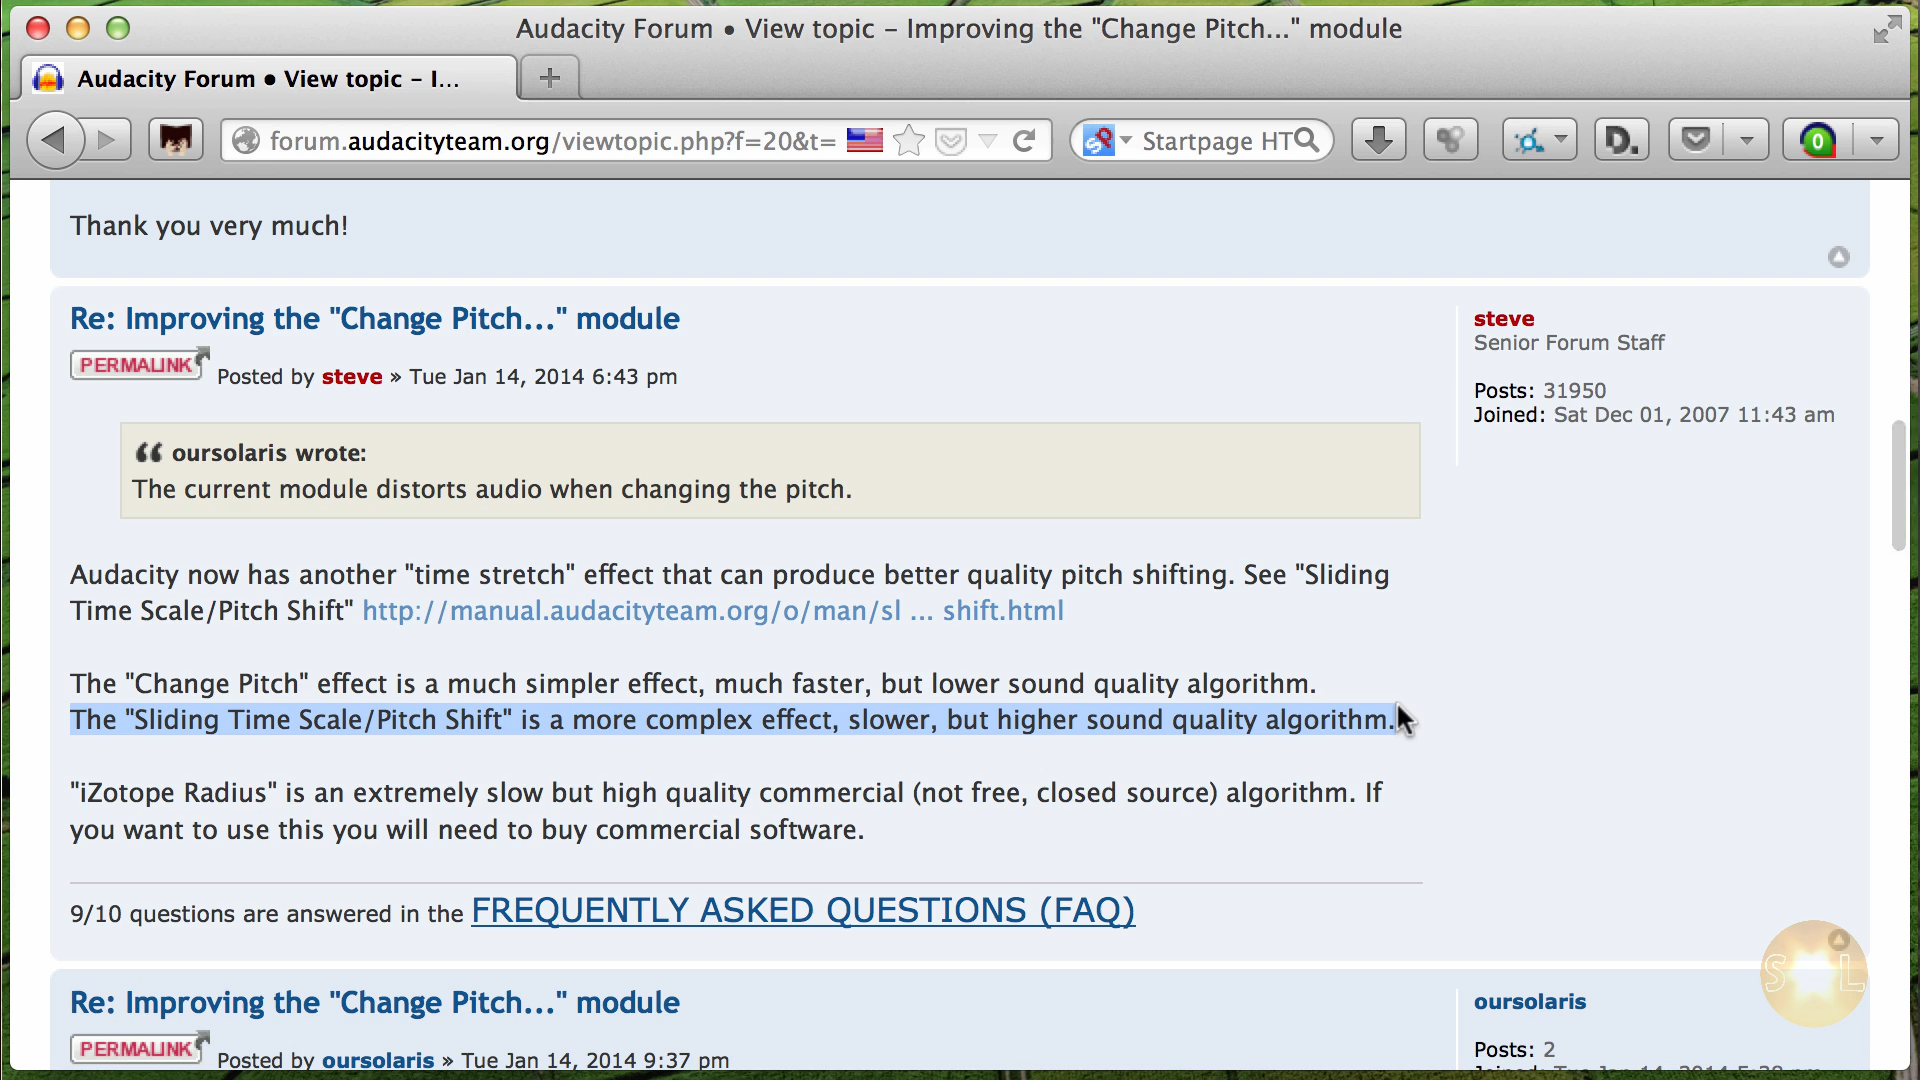 Audacity Forum • View topic – Improving the "Change Pitch..." module
Audacity Forum • View topic – I...
forum.audacityteam.org/viewtopic.php?f=20&t=
Startpage HT
D.
0
Thank you very much!
Re: Improving the "Change Pitch..." module
steve
Senior Forum Staff
PERMALINK
Posted by steve » Tue Jan 14, 2014 6:43 pm
Posts: 31950
Joined: Sat Dec 01, 2007 11:43 am
oursolaris wrote:
The current module distorts audio when changing the pitch.
Audacity now has another "time stretch" effect that can produce better quality pitch shifting. See "Sliding
Time Scale/Pitch Shift" http://manual.audacityteam.org/o/man/sl ... shift.html
The "Change Pitch" effect is a much simpler effect, much faster, but lower sound quality algorithm.
The "Sliding Time Scale/Pitch Shift" is a more complex effect, slower, but higher sound quality algorithm.
"iZotope Radius" is an extremely slow but high quality commercial (not free, closed source) algorithm. If
you want to use this you will need to buy commercial software.
9/10 questions are answered in the FREQUENTLY ASKED QUESTIONS (FAQ)
S L
Re: Improving the "Change Pitch..." module
oursolaris
PERMALINK
Posted by oursolaris » Tue Jan 14, 2014 9:37 pm
Posts: 2